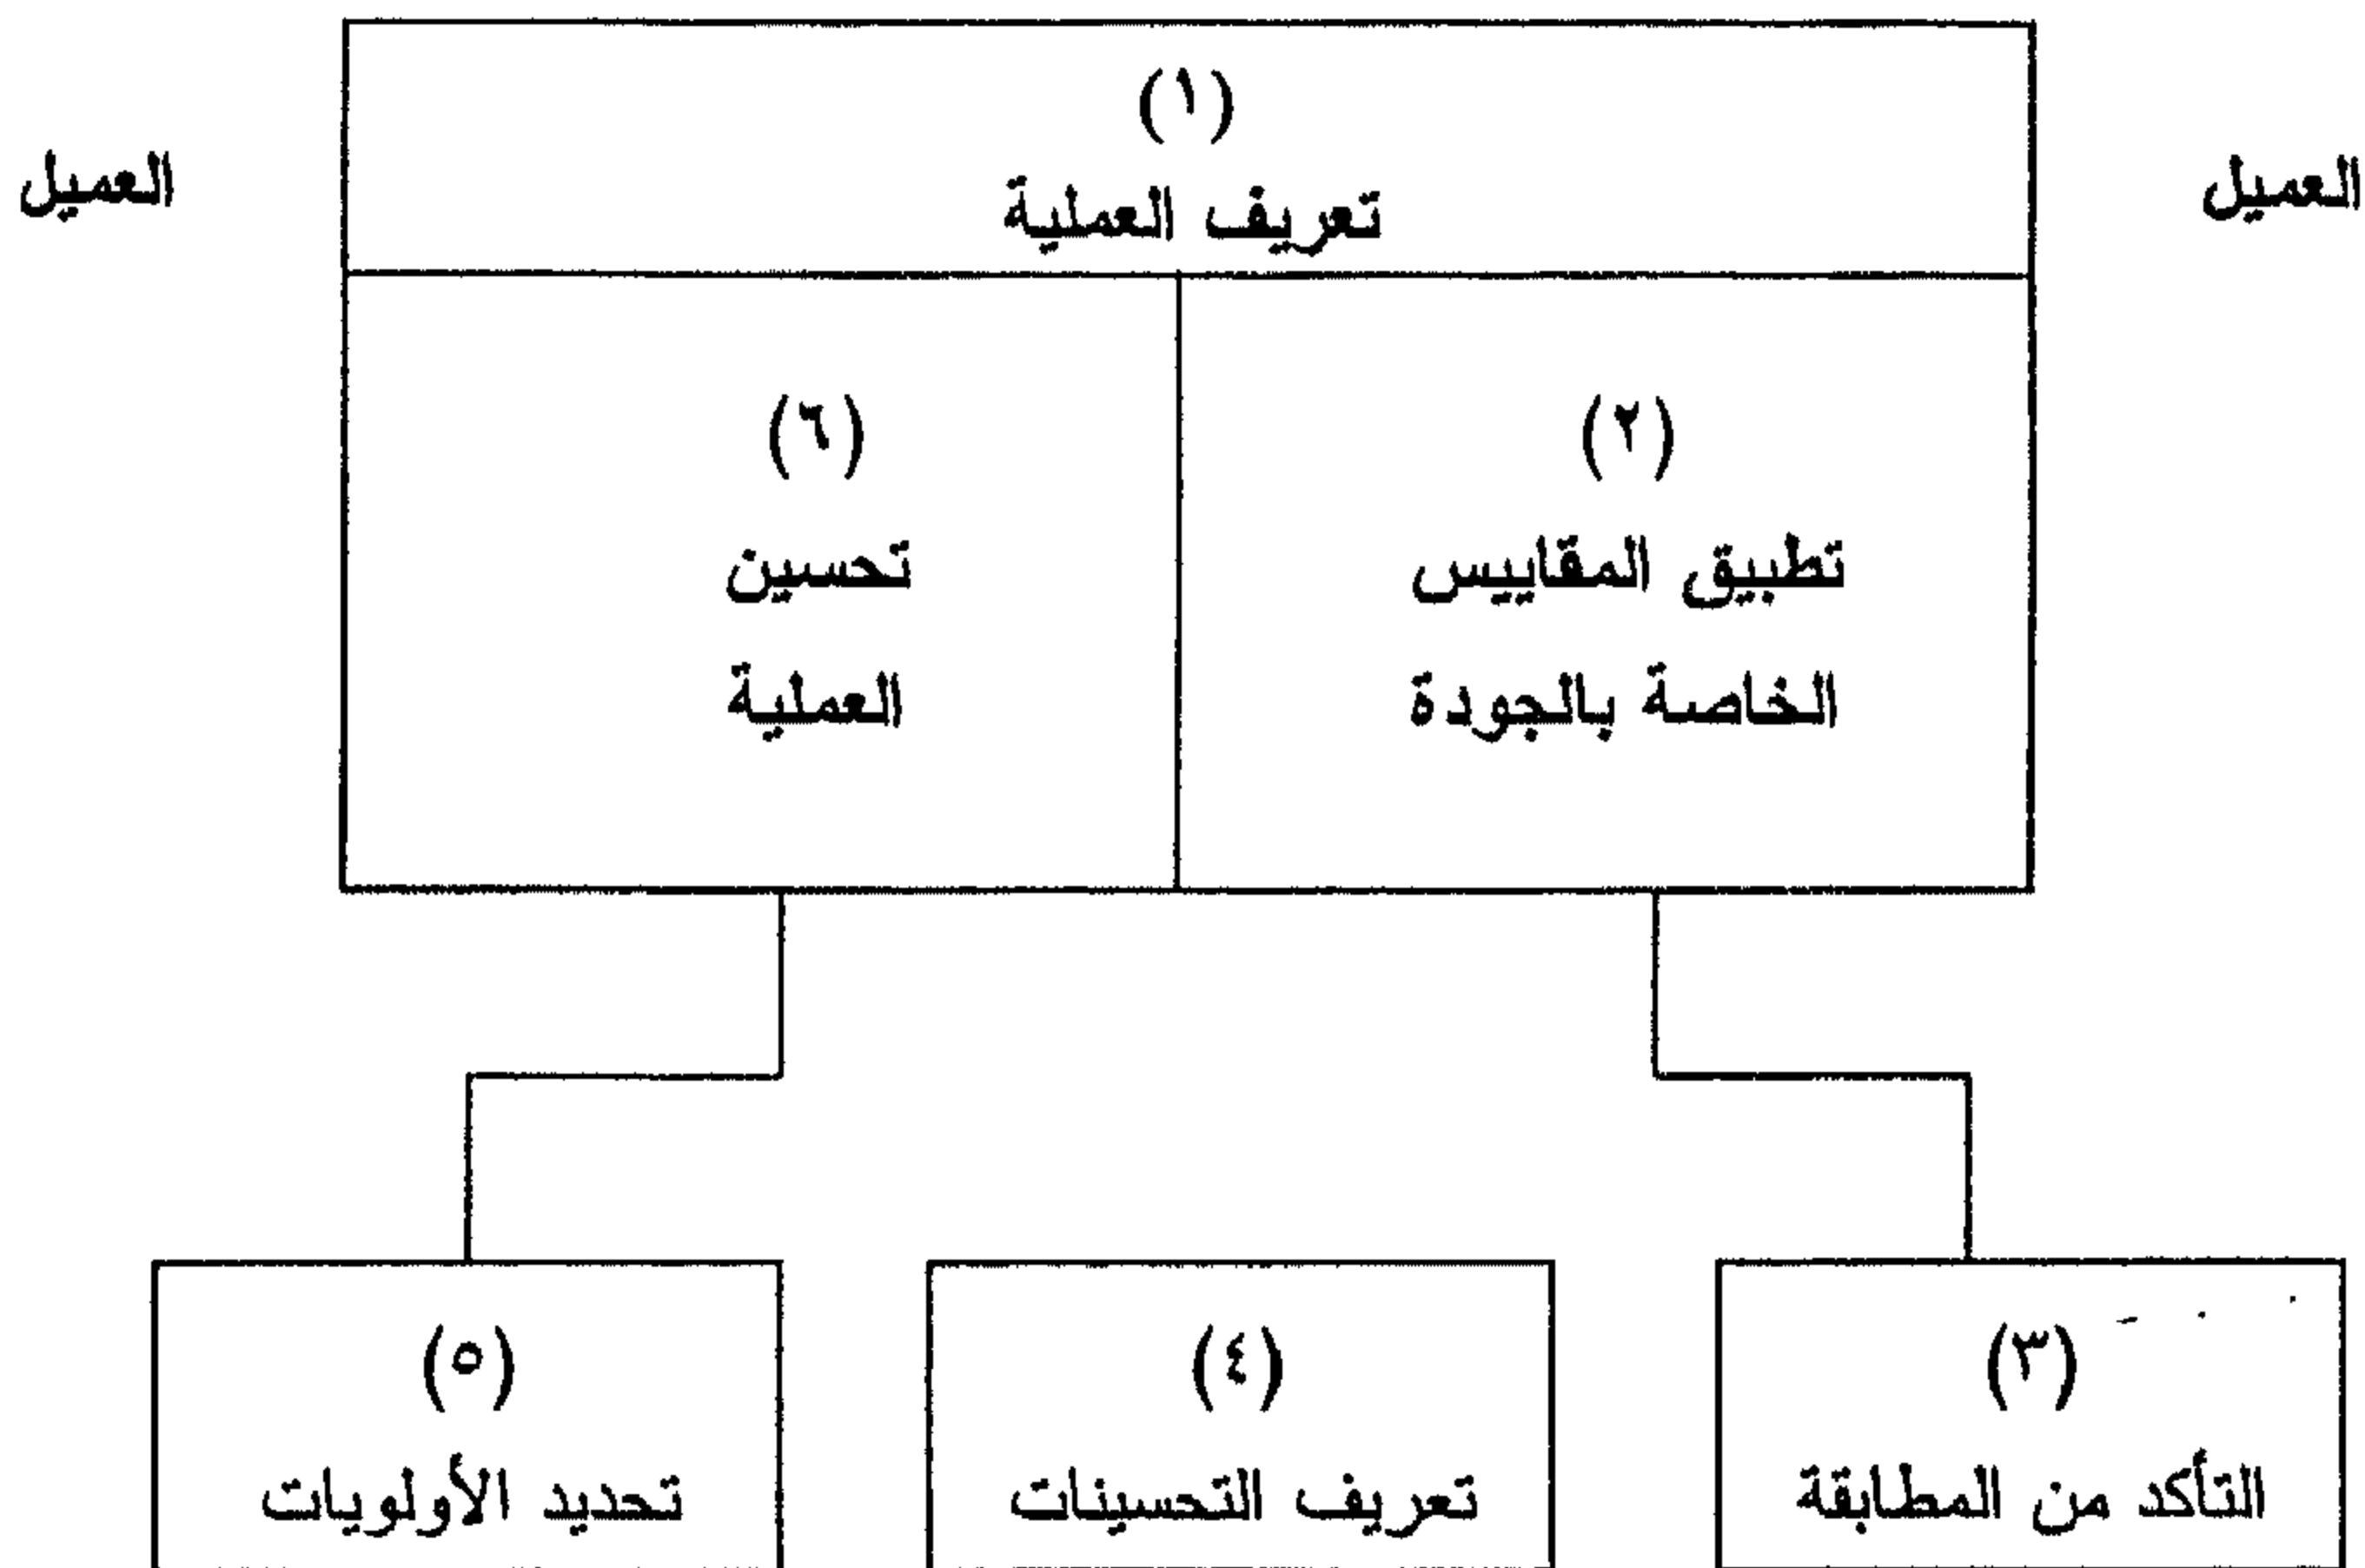 (١)
تعريف العملية
العميل
العميل
(٢)
تطبيق المقاييس
الخاصة بالجودة
(٦)
تحسين
العملية
(٣)
التأكد من المطابقة
(٤)
تعريف التحسينات
(٥)
تحديد الأولويات